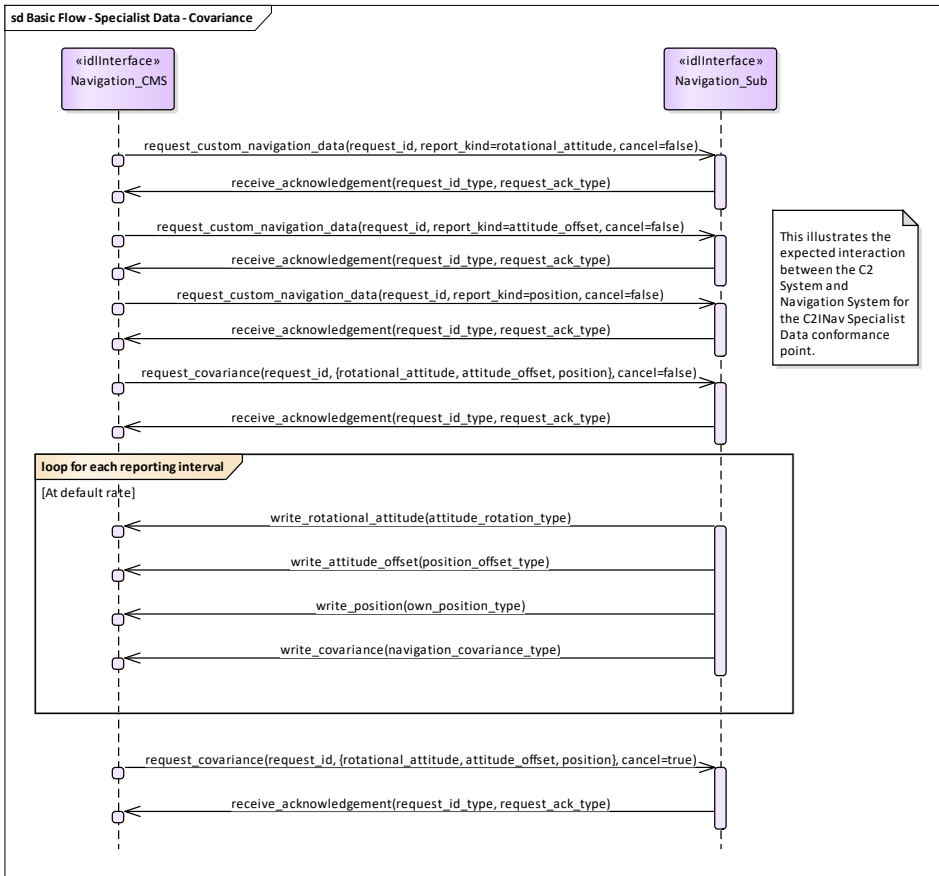 sd Basic Flow - Specialist Data - Covariance
«idlInterface»
Navigation_CMS
«idlInterface»
Navigation_Sub
request_custom_navigation_data(request_id, report_kind=rotational_attitude, cancel=false)
receive_acknowledgement(request_id_type, request_ack_type)
request_custom_navigation_data(request_id, report_kind=attitude_offset, cancel=false)
receive_acknowledgement(request_id_type, request_ack_type)
request_custom_navigation_data(request_id, report_kind=position, cancel=false)
receive_acknowledgement(request_id_type, request_ack_type)
request_covariance(request_id, {rotational_attitude, attitude_offset, position}, cancel=false)
receive_acknowledgement(request_id_type, request_ack_type)
This illustrates the
expected interaction
between the C2
System and
Navigation System for
the C2INav Specialist
Data conformance
point.
loop for each reporting interval
[At default rate]
write_rotational_attitude(attitude_rotation_type)
write_attitude_offset(position_offset_type)
write_position(own_position_type)
write_covariance(navigation_covariance_type)
request_covariance(request_id, {rotational_attitude, attitude_offset, position}, cancel=true)
receive_acknowledgement(request_id_type, request_ack_type)